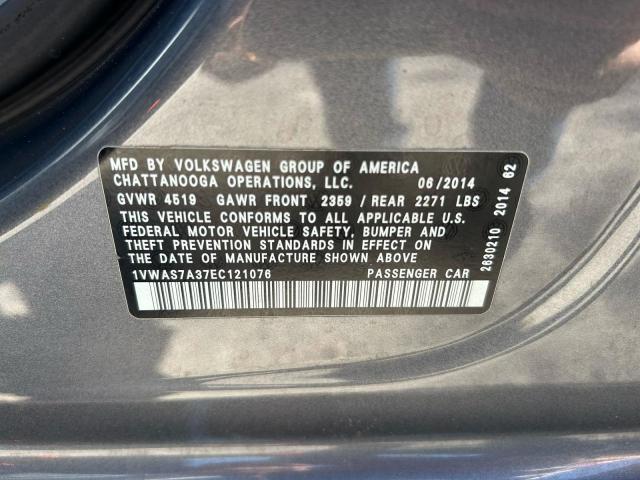 MFD BY VOLKSWAGEN GROUP OF AMERICA
CHATTANOOGA OPERATIONS, LLC. 06/2014
GVWR 4519 GAWR FRONT 2359 / REAR 2271 LBS
THIS VEHICLE CONFORMS TO ALL APPLICABLE U.S.
FEDERAL MOTOR VEHICLE SAFETY, BUMPER AND
THEFT PREVENTION STANDARDS IN EFFECT ON
THE DATE OF MANUFACTURE SHOWN ABOVE
1VWAS7A37EC121076 PASSENGER CAR
2630210 2014 62